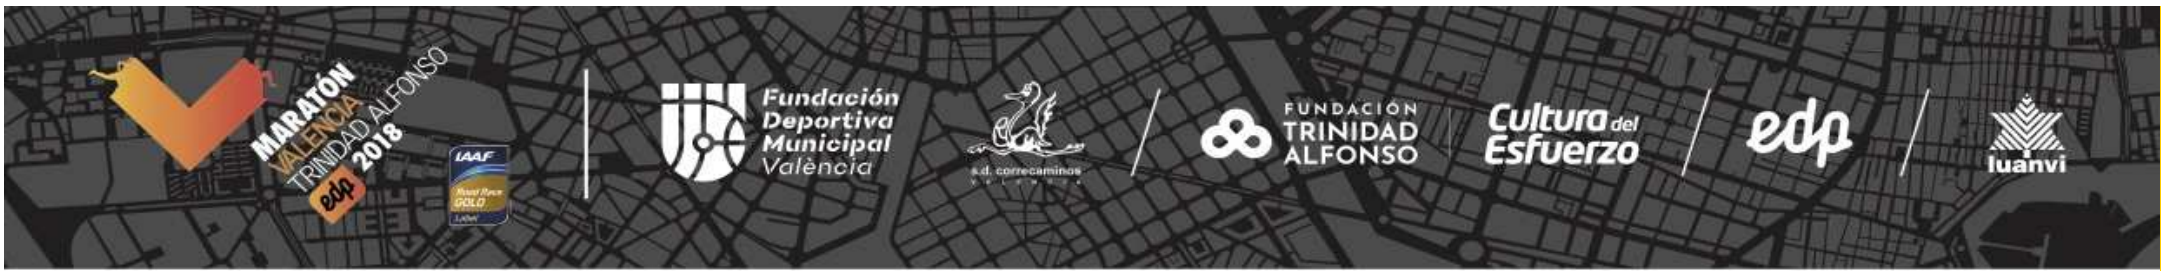 MARATÓN
VALENCIA
TRINIDAD ALFONSO
edp 2018
IAAF
Road Race
GOLD
Label
Fundación
Deportiva
Municipal
València
s.d. correcaminos
VALENCIA
FUNDACIÓN
TRINIDAD
ALFONSO
Cultura del
Esfuerzo
edp
luanvi